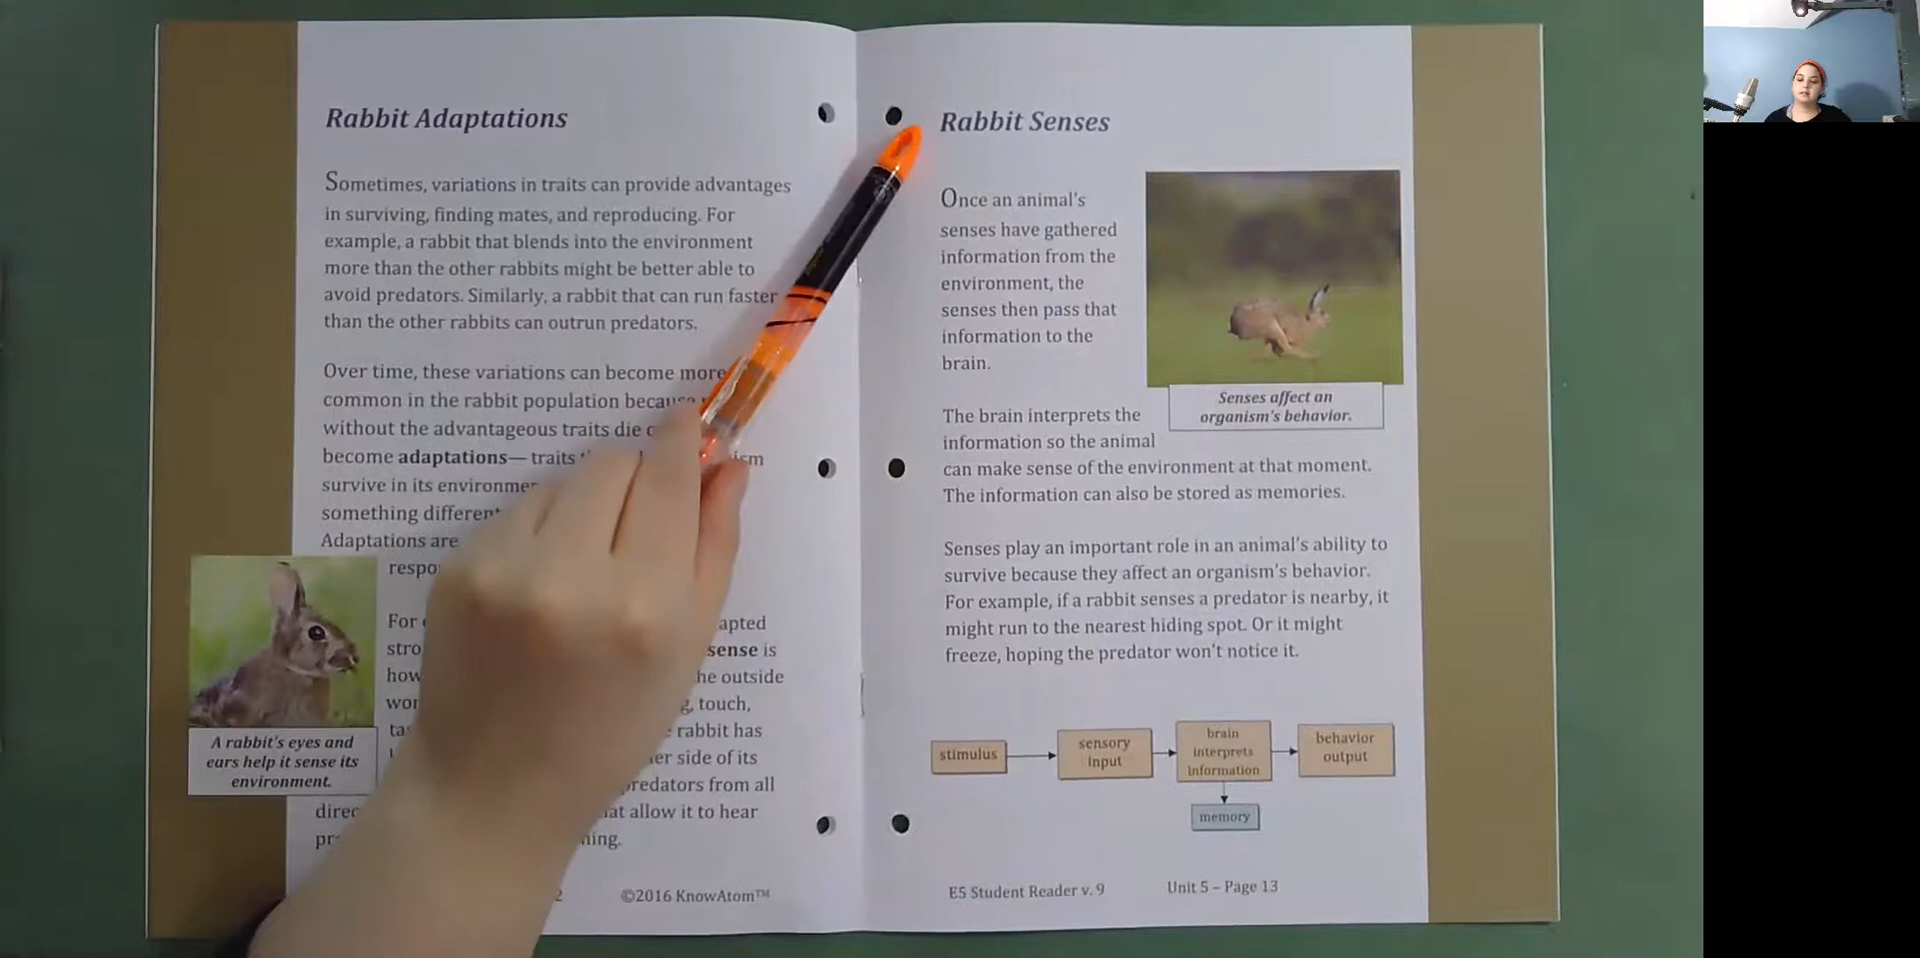 Rabbit Adaptations
Sometimes, variations in traits can provide advantages
in surviving, finding mates, and reproducing. For
example, a rabbit that blends into the environment
more than the other rabbits might be better able to
avoid predators. Similarly, a rabbit that can run faster
than the other rabbits can outrun predators.
Over time, these variations can become more
common in the rabbit population because
without the advantageous traits die
become adaptations— traits
survive in its
something different
Adaptations are
For
apted
sense is
how
he outside
touch,
rabbit has
er side of its
predators from all
at allow it to hear
A rabbit's eyes and
ears help it sense its
environment.
2 ©2016 KnowAtom™
Rabbit Senses
Once an animal's
senses have gathered
information from the
environment, the
senses then pass that
information to the
brain.
Senses affect an
organism's behavior.
The brain interprets the
information so the animal
can make sense of the environment at that moment.
The information can also be stored as memories.
Senses play an important role in an animal's ability to
survive because they affect an organism's behavior.
For example, if a rabbit senses a predator is nearby, it
might run to the nearest hiding spot. Or it might
freeze, hoping the predator won't notice it.
stimulus
sensory
input
brain
interprets
information
behavior
output
memory
E5 Student Reader v. 9 Unit 5 – Page 13